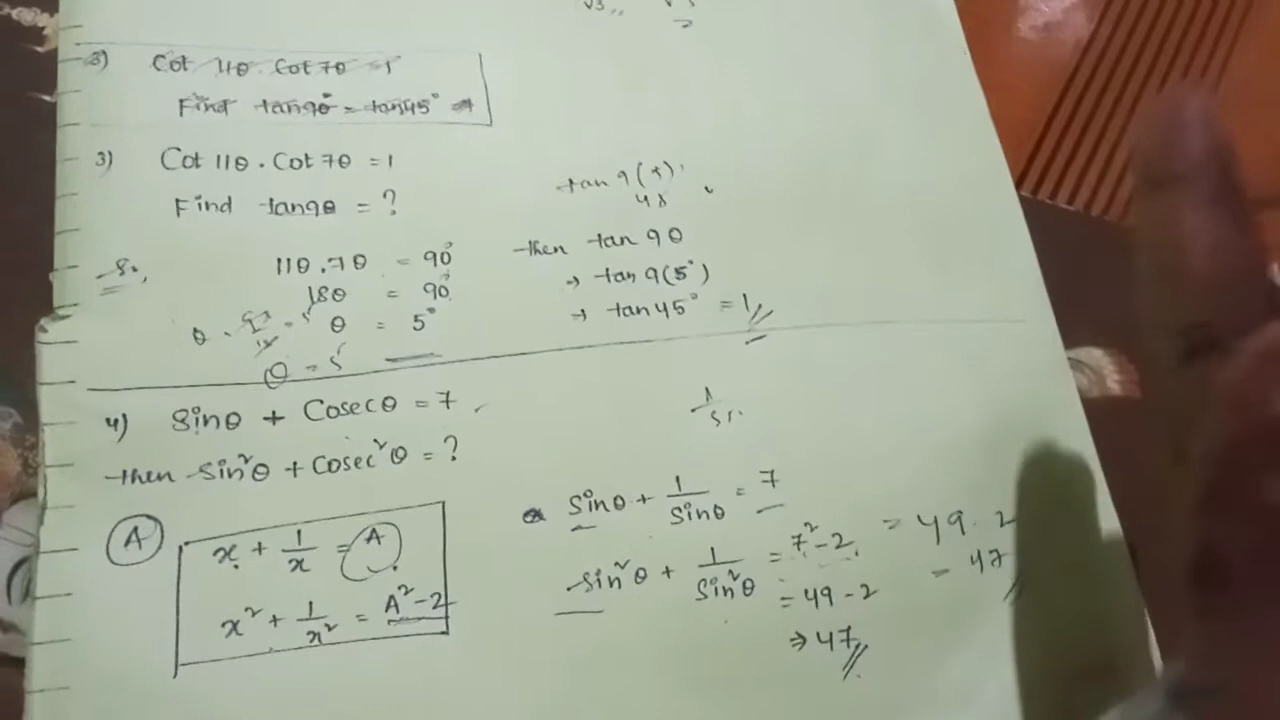 3) Cot 11θ . Cot 7θ = 1
Find tan9θ = tan45°
3) Cot 11θ . Cot 7θ = 1
Find tan9θ = ?
11θ . 7θ = 90°
18θ = 90°
θ = 5°
θ = 5
tan 9(5)
45
then tan 9θ
→ tan 9(5°)
→ tan 45° = 1
4) Sinθ + Cosecθ = 7
then Sin²θ + Cosec²θ = ?
A
x + 1/x = A
x² + 1/x² = A² - 2
Sinθ + 1/Sinθ = 7
Sin²θ + 1/Sin²θ = 7² - 2 = 49 - 2
= 49 - 2 = 47
⇒ 47